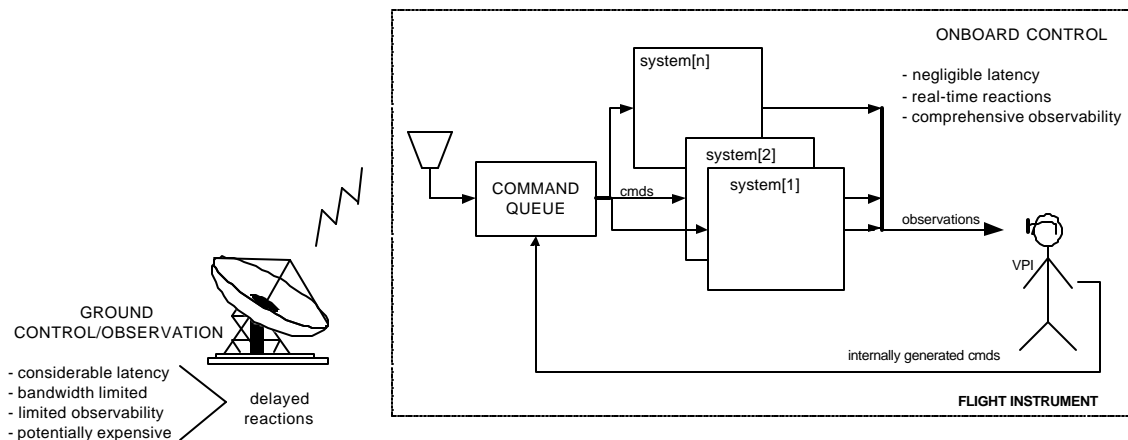 ONBOARD CONTROL
- negligible latency
- real-time reactions
- comprehensive observability
system[n]
system[2]
system[1]
COMMAND
QUEUE
cmds
observations
VPI
internally generated cmds
FLIGHT INSTRUMENT
GROUND
CONTROL/OBSERVATION
- considerable latency
- bandwidth limited
- limited observability
- potentially expensive
delayed
reactions